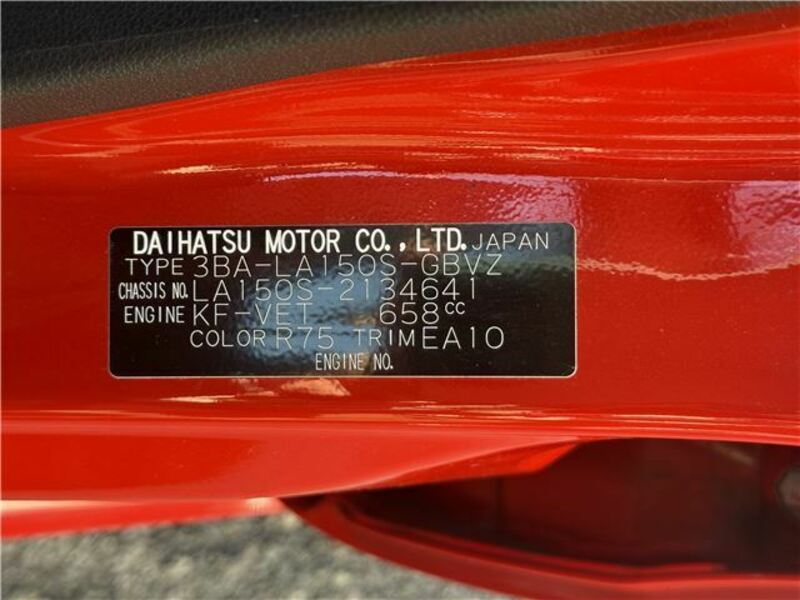 DAIHATSU MOTOR CO., LTD. JAPAN
TYPE 3BA-LA150S-GBVZ
CHASSIS NO. LA150S-2134641
ENGINE KF-VET 658cc
COLOR R75 TRIM EA10
ENGINE NO.